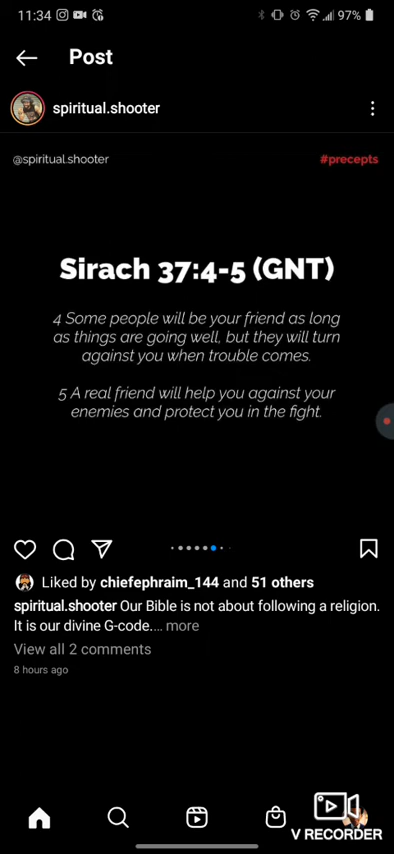 11:34
97%
Post
spiritual.shooter
@spiritual.shooter
#precepts
Sirach 37:4-5 (GNT)
4 Some people will be your friend as long
as things are going well, but they will turn
against you when trouble comes.
5 A real friend will help you against your
enemies and protect you in the fight.
Liked by chiefephraim_144 and 51 others
spiritual.shooter Our Bible is not about following a religion.
It is our divine G-code.... more
View all 2 comments
8 hours ago
V RECORDER